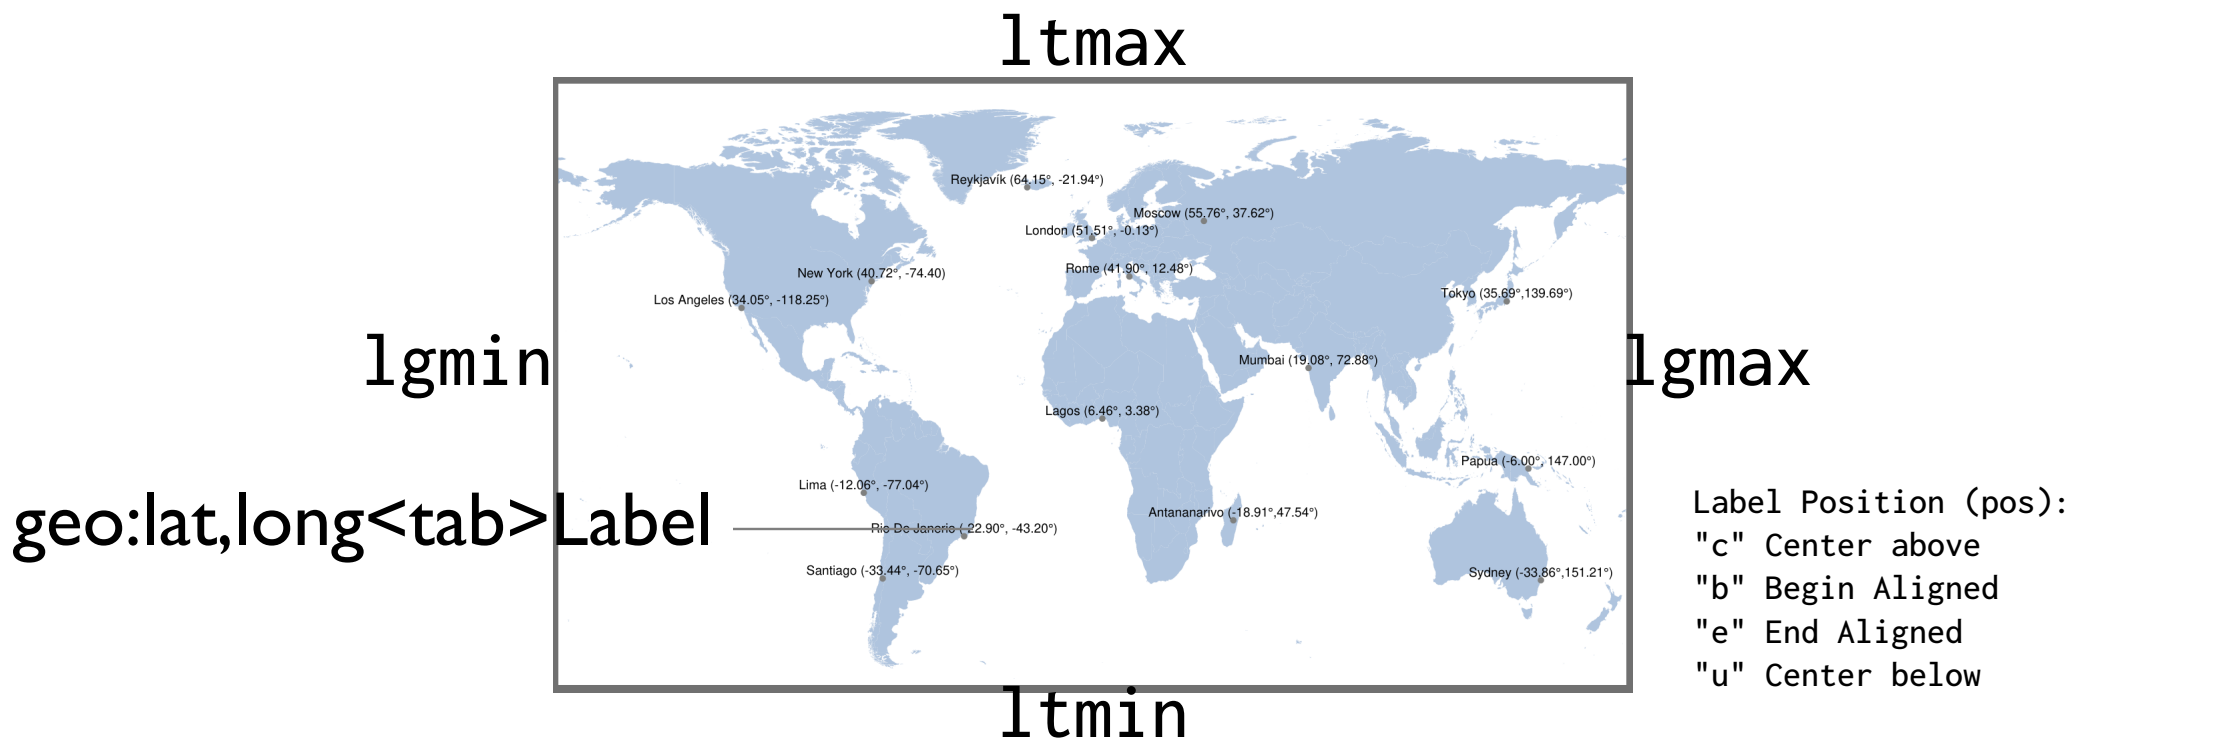 ltmax
Reykjavík (64.15°, -21.94°)
Moscow (55.76°, 37.62°)
London (51.51°, -0.13°)
Rome (41.90°, 12.48°)
New York (40.72°, -74.40)
Tokyo (35.69°,139.69°)
Los Angeles (34.05°, -118.25°)
lgmin
lgmax
Mumbai (19.08°, 72.88°)
Lagos (6.46°, 3.38°)
Papua (-6.00°, 147.00°)
Lima (-12.06°, -77.04°)
Antananarivo (-18.91°,47.54°)
geo:lat,long<tab>Label
Rio De Janerio (-22.90°, -43.20°)
Santiago (-33.44°, -70.65°)
Sydney (-33.86°,151.21°)
Label Position (pos):
"c" Center above
"b" Begin Aligned
"e" End Aligned
"u" Center below
ltmin